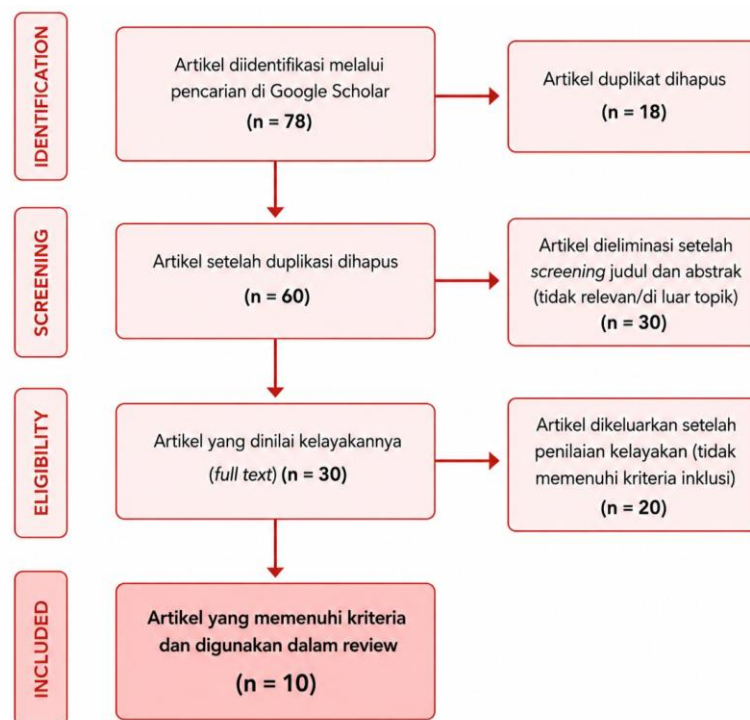 IDENTIFICATION
Artikel diidentifikasi melalui
pencarian di Google Scholar
(n = 78)
Artikel duplikat dihapus
(n = 18)
SCREENING
Artikel setelah duplikasi dihapus
(n = 60)
Artikel dieliminasi setelah
screening judul dan abstrak
(tidak relevan/di luar topik)
(n = 30)
ELIGIBILITY
Artikel yang dinilai kelayakannya
(full text) (n = 30)
Artikel dikeluarkan setelah
penilaian kelayakan (tidak
memenuhi kriteria inklusi)
(n = 20)
INCLUDED
Artikel yang memenuhi kriteria
dan digunakan dalam review
(n = 10)